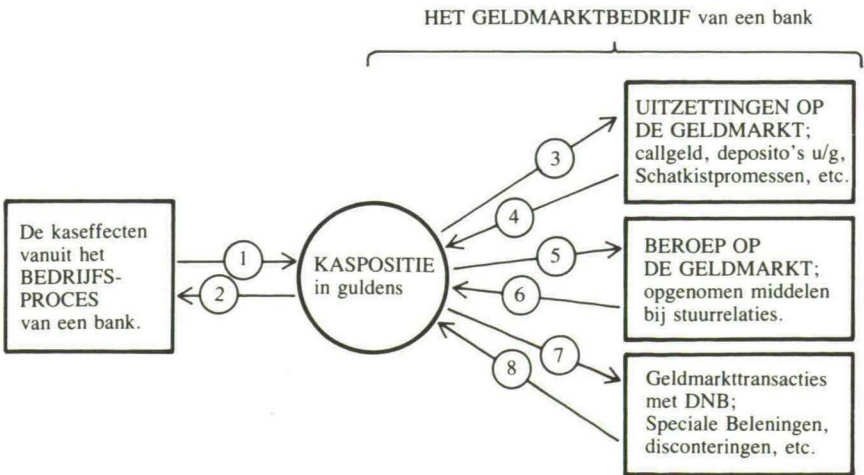 HET GELDMARKTBEDRIJF van een bank
De kaseffecten
vanuit het
BEDRIJFS-
PROCES
van een bank.
1
2
KASPOSITIE
in guldens
3
4
5
6
7
8
UITZETTINGEN OP
DE GELDMARKT;
callgeld, deposito's u/g,
Schatkistpromessen, etc.
BEROEP OP
DE GELDMARKT;
opgenomen middelen
bij stuurrelaties.
Geldmarkttransacties
met DNB;
Speciale Beleningen,
disconteringen, etc.